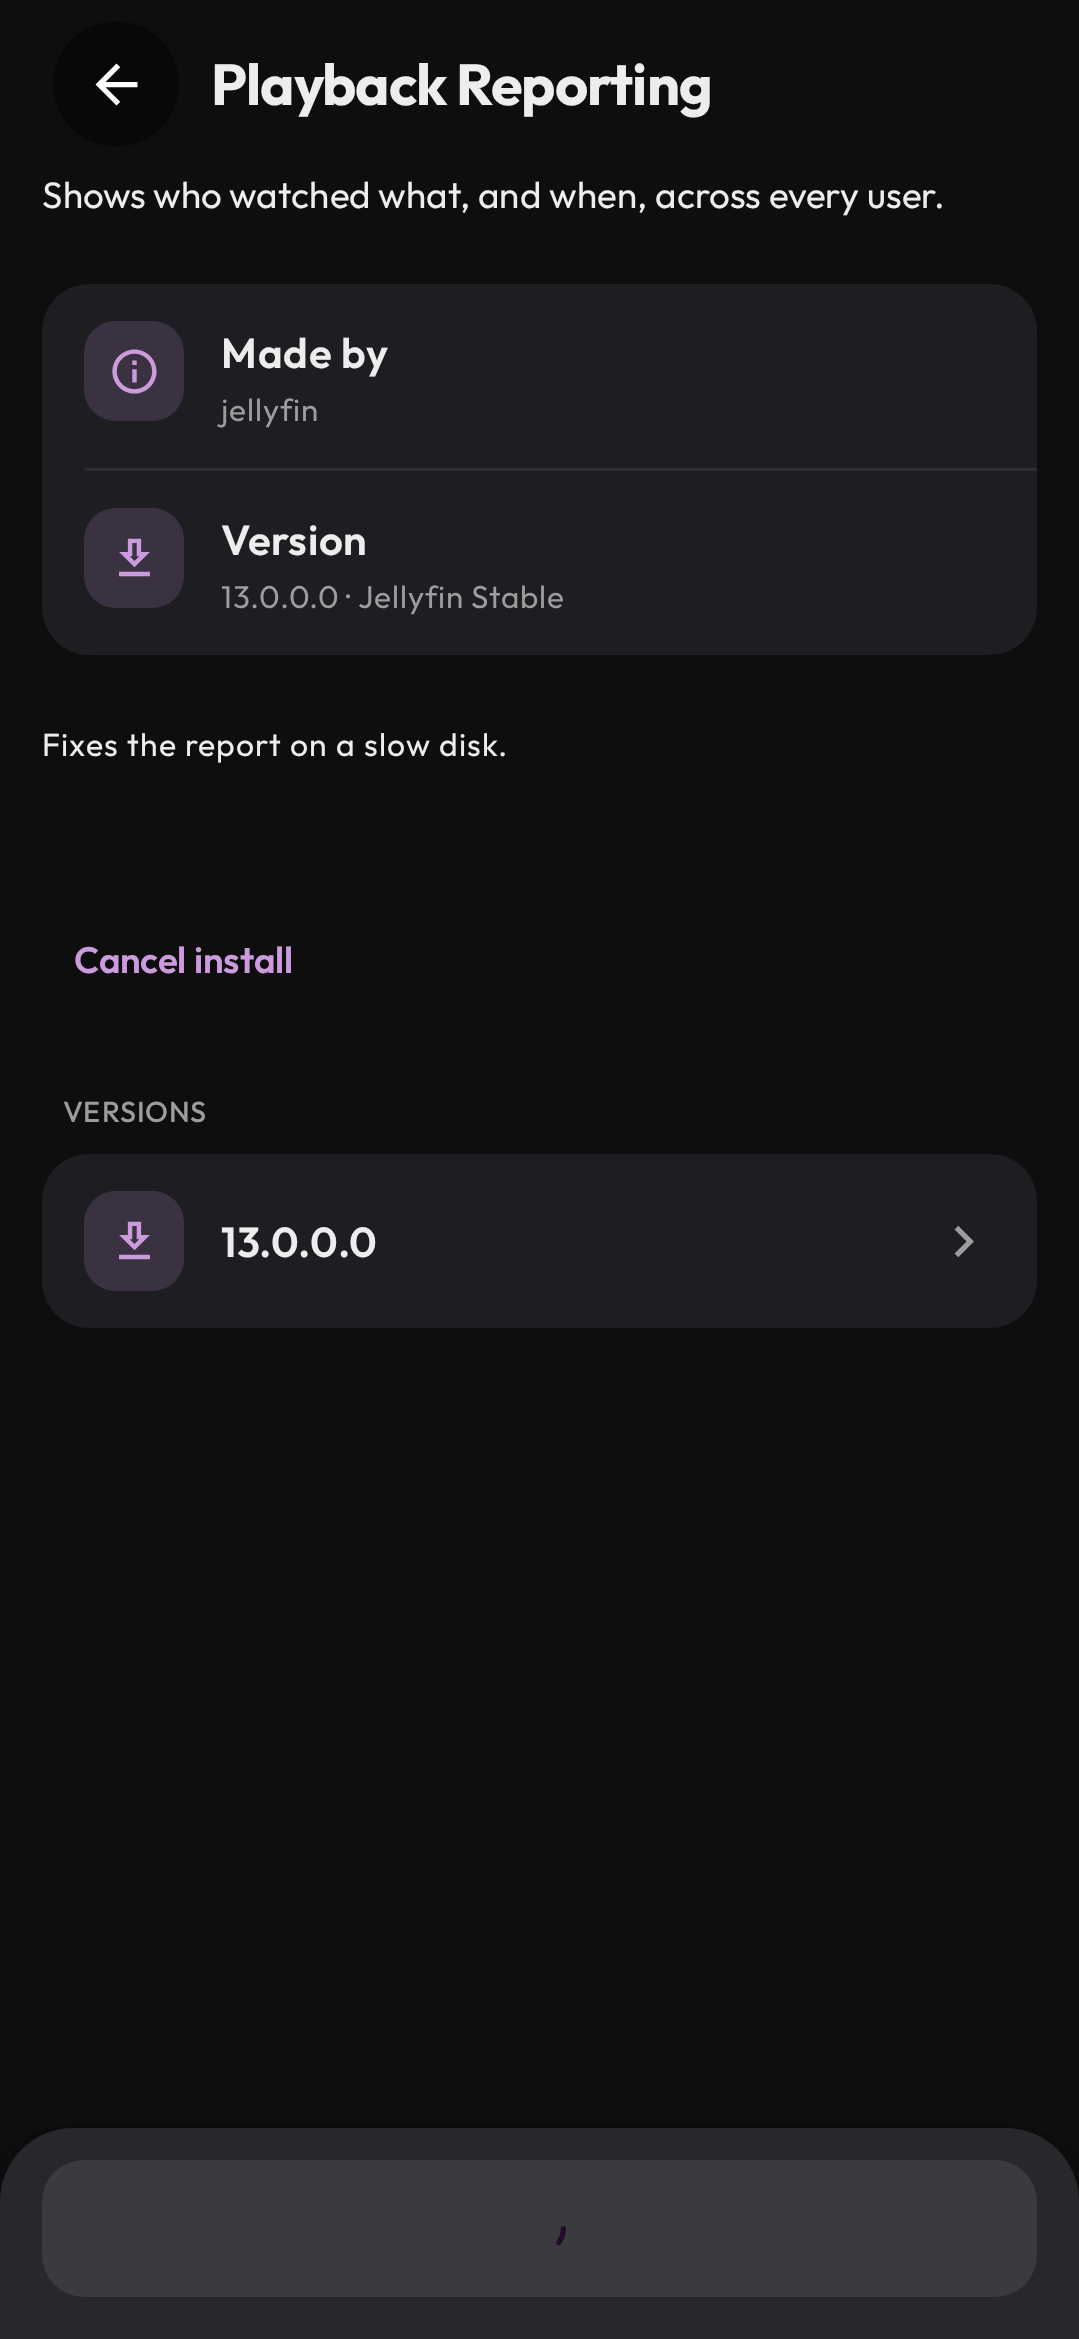 Playback Reporting
Shows who watched what, and when, across every user.
Made by
jellyfin
Version
13.0.0.0 · Jellyfin Stable
Fixes the report on a slow disk.
Cancel install
VERSIONS
13.0.0.0